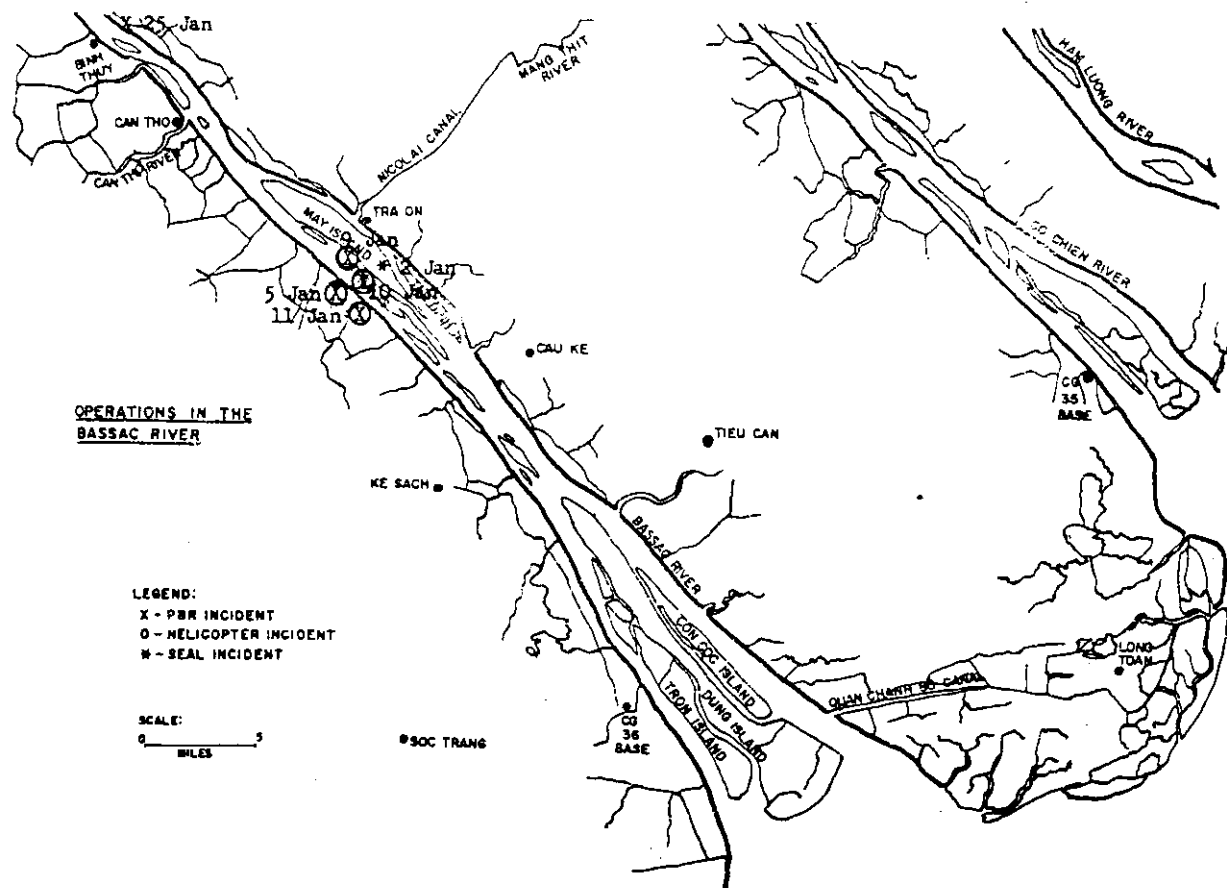 X 25 Jan
BINH
THUY
CAN THO
CAN THO RIVER
NICOLAI CANAL
MANG THIT
RIVER
HAM LUONG RIVER
TRA ON
MAY ISLAND
Jan
X
* 2 Jan
5 Jan X
10 Jan
11 Jan X
CO CHIEN RIVER
CAU KE
CG
35
BASE
OPERATIONS IN THE
BASSAC RIVER
TIEU CAN
KE SACH
BASSAC RIVER
LEGEND:
X - PBR INCIDENT
O - HELICOPTER INCIDENT
* - SEAL INCIDENT
CON COC ISLAND
DUNG ISLAND
TROM ISLAND
QUAN CHANH BO CANAL
LONG
TOAN
SCALE:
0 5
MILES
SOC TRANG
CG
36
BASE